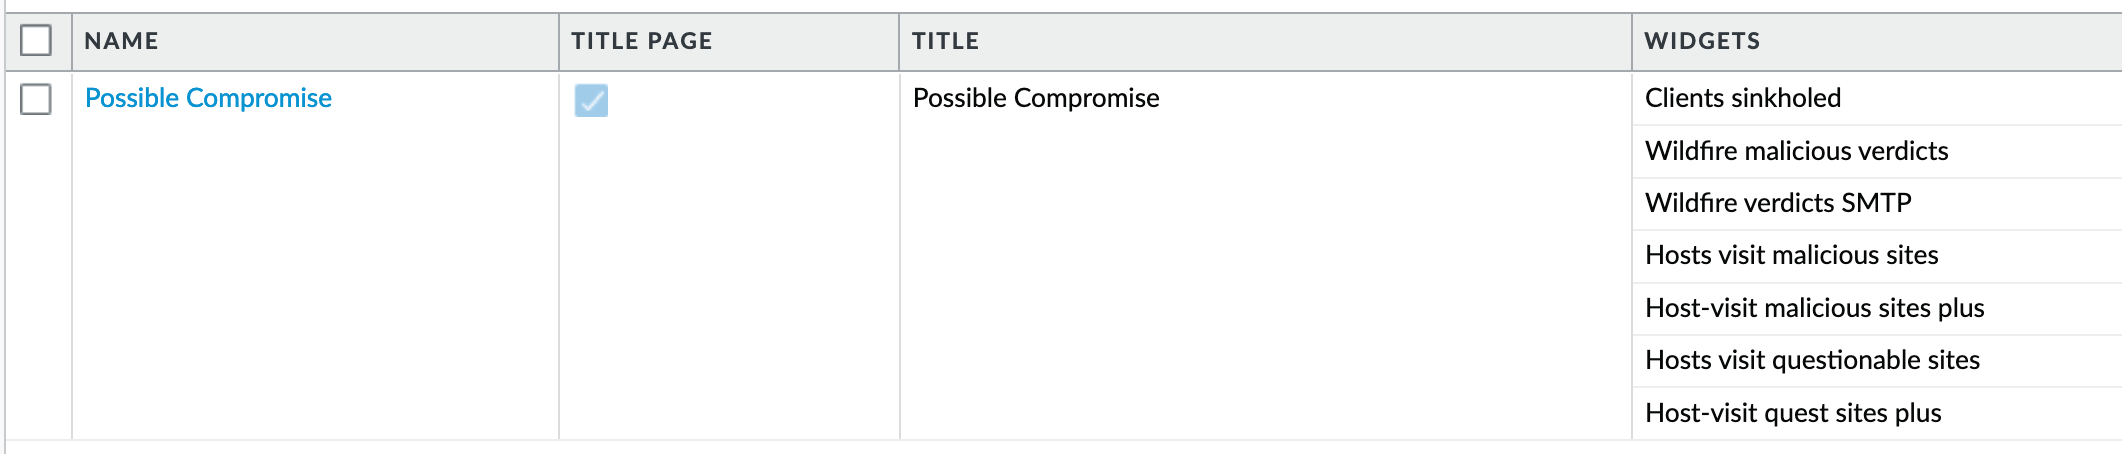 NAME TITLE PAGE TITLE WIDGETS
Possible Compromise Possible Compromise Clients sinkholed
Wildfire malicious verdicts
Wildfire verdicts SMTP
Hosts visit malicious sites
Host-visit malicious sites plus
Hosts visit questionable sites
Host-visit quest sites plus